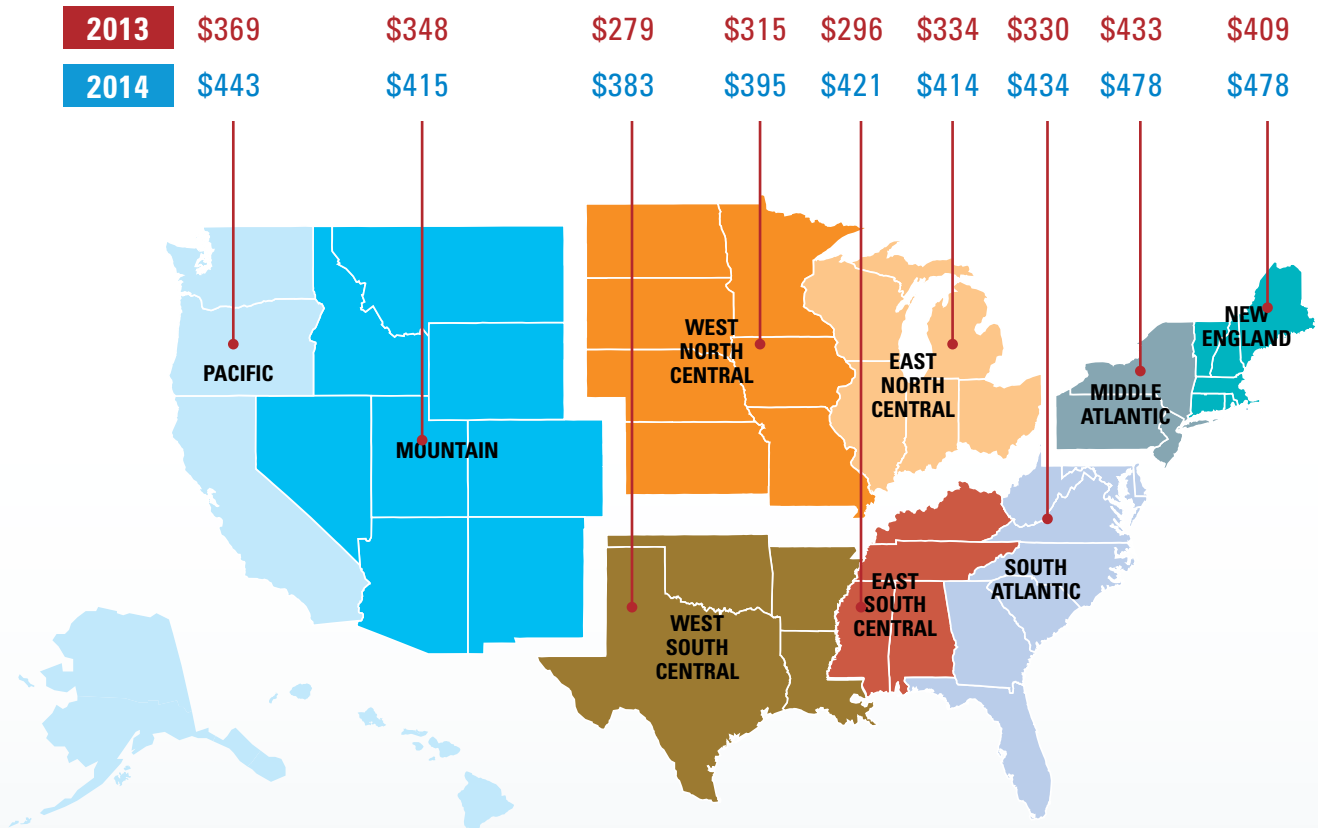 2013 $369 $348 $279 $315 $296 $334 $330 $433 $409
2014 $443 $415 $383 $395 $421 $414 $434 $478 $478
PACIFIC
MOUNTAIN
WEST
NORTH
CENTRAL
EAST
NORTH
CENTRAL
NEW
ENGLAND
MIDDLE
ATLANTIC
WEST
SOUTH
CENTRAL
EAST
SOUTH
CENTRAL
SOUTH
ATLANTIC